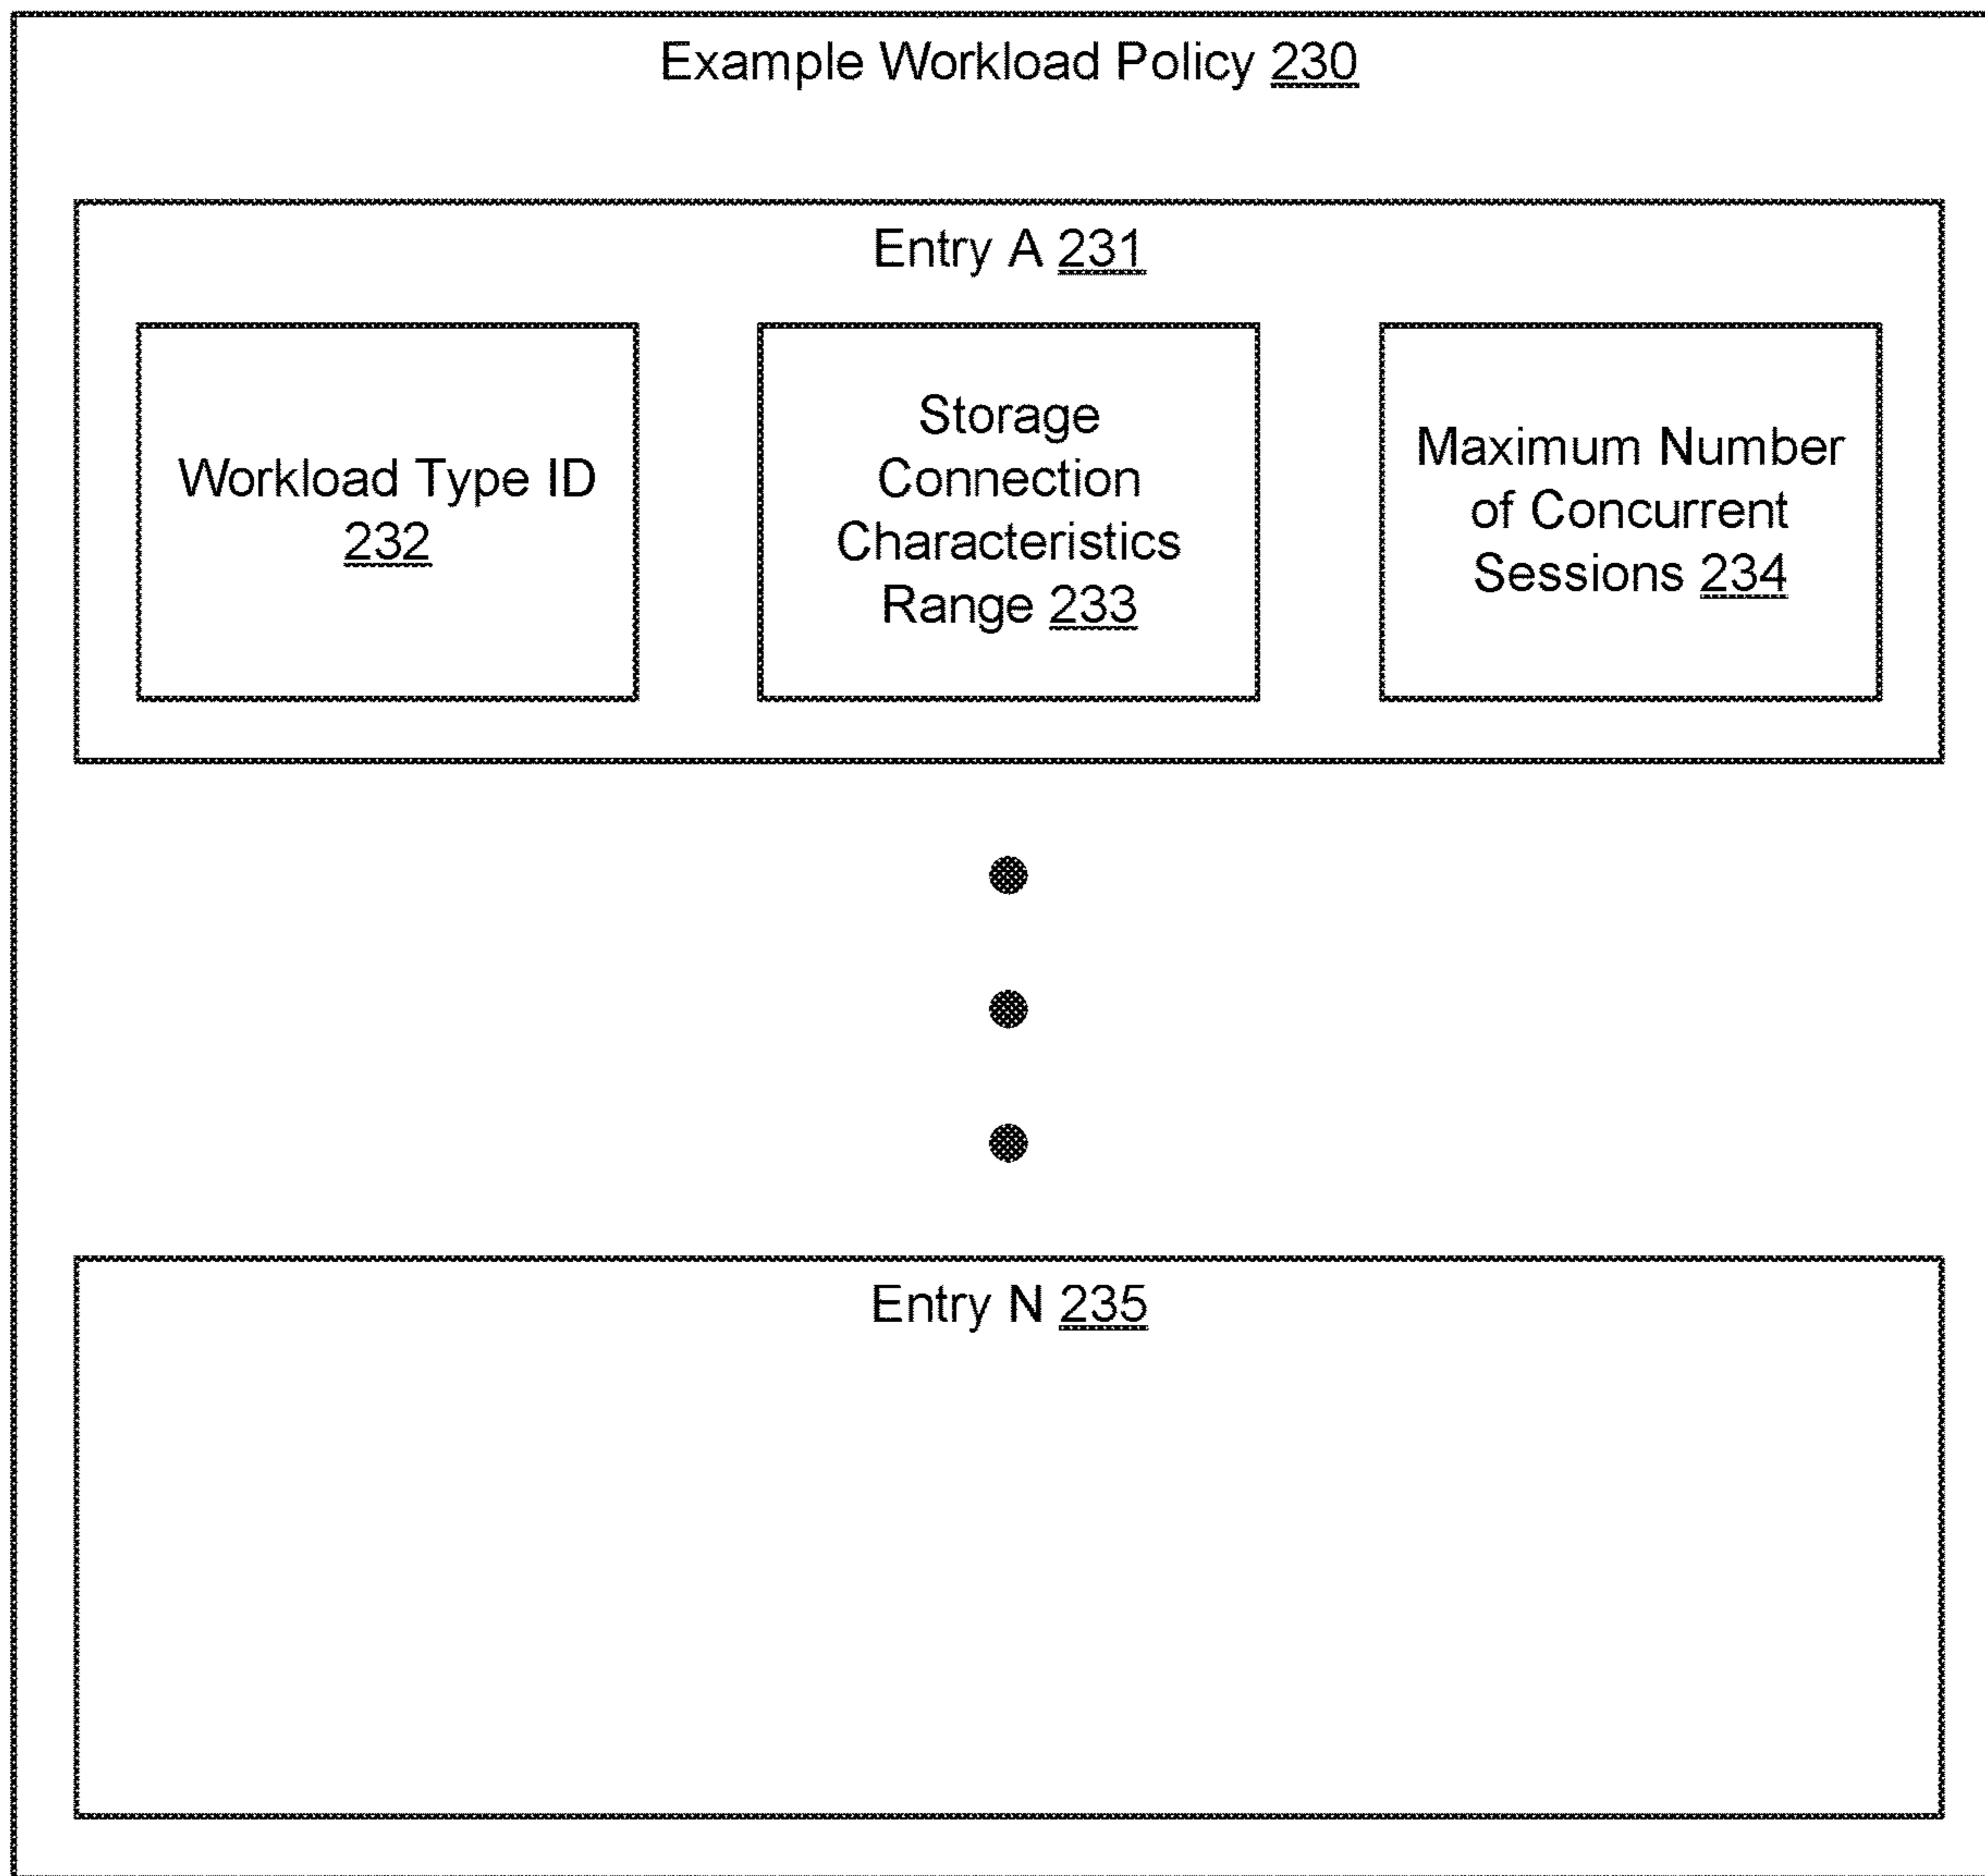 Example Workload Policy 230
Entry A 231
Workload Type ID
232
Storage
Connection
Characteristics
Range 233
Maximum Number
of Concurrent
Sessions 234
Entry N 235